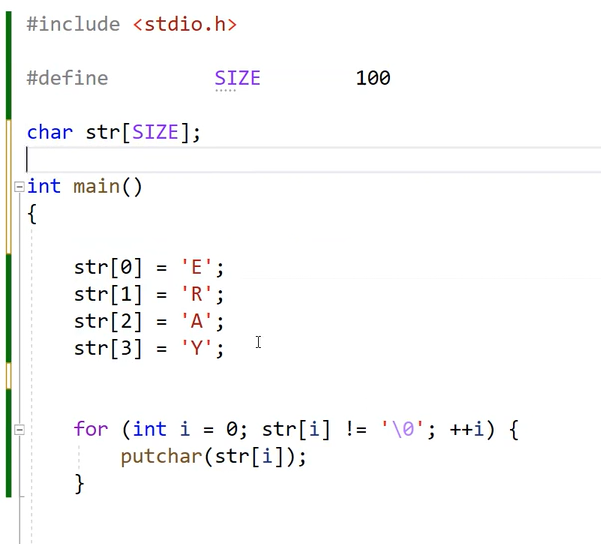 #include <stdio.h>
#define SIZE 100
char str[SIZE];
int main()
{
str[0] = 'E';
str[1] = 'R';
str[2] = 'A';
str[3] = 'Y';
for (int i = 0; str[i] != '\0'; ++i) {
putchar(str[i]);
}